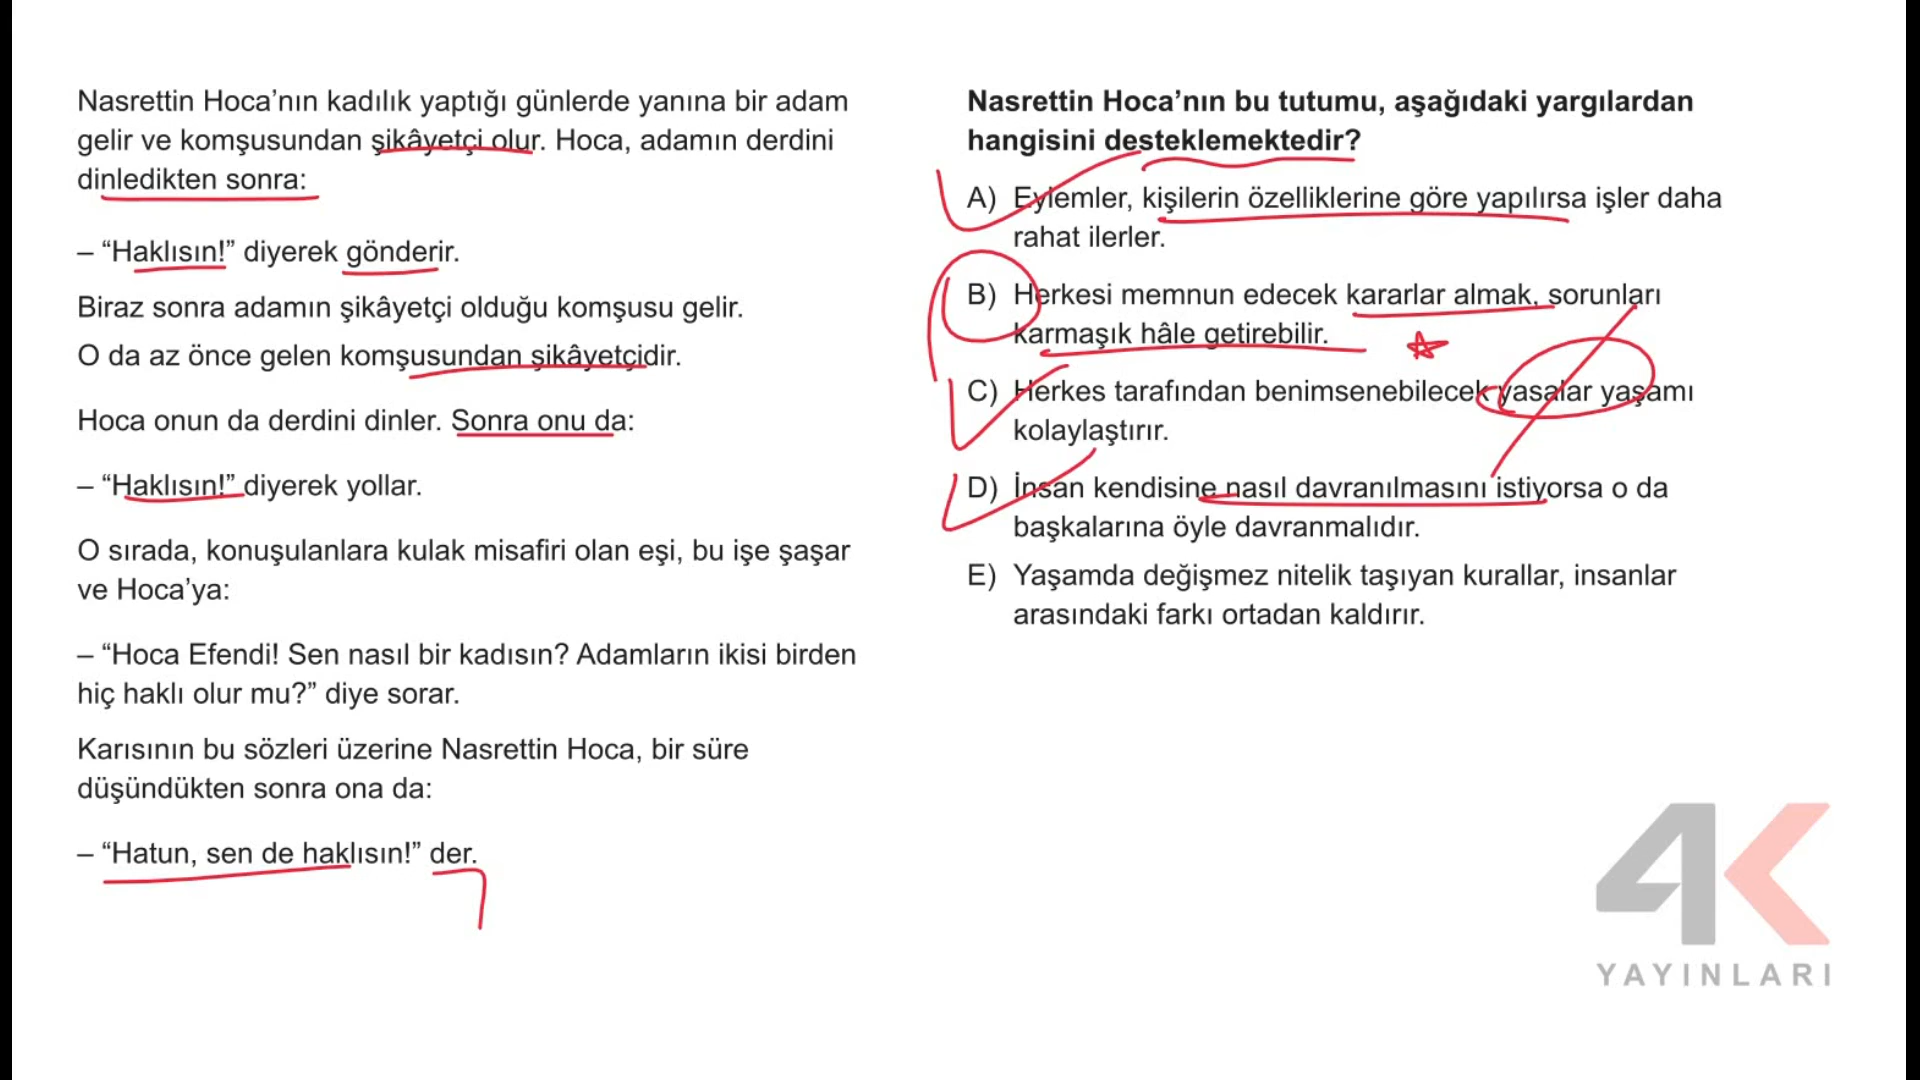 Nasrettin Hoca’nın kadılık yaptığı günlerde yanına bir adam
gelir ve komşusundan şikâyetçi olur. Hoca, adamın derdini
dinledikten sonra:
– “Haklısın!” diyerek gönderir.
Biraz sonra adamın şikâyetçi olduğu komşusu gelir.
O da az önce gelen komşusundan şikâyetçidir.
Hoca onun da derdini dinler. Sonra onu da:
– “Haklısın!” diyerek yollar.
O sırada, konuşulanlara kulak misafiri olan eşi, bu işe şaşar
ve Hoca’ya:
– “Hoca Efendi! Sen nasıl bir kadısın? Adamların ikisi birden
hiç haklı olur mu?” diye sorar.
Karısının bu sözleri üzerine Nasrettin Hoca, bir süre
düşündükten sonra ona da:
– “Hatun, sen de haklısın!” der.
Nasrettin Hoca’nın bu tutumu, aşağıdaki yargılardan
hangisini desteklemektedir?
A) Eylemler, kişilerin özelliklerine göre yapılırsa işler daha
rahat ilerler.
B) Herkesi memnun edecek kararlar almak, sorunları
karmaşık hâle getirebilir.
C) Herkes tarafından benimsenebilecek yasalar yaşamı
kolaylaştırır.
D) İnsan kendisine nasıl davranılmasını istiyorsa o da
başkalarına öyle davranmalıdır.
E) Yaşamda değişmez nitelik taşıyan kurallar, insanlar
arasındaki farkı ortadan kaldırır.
4K
YAYINLARI